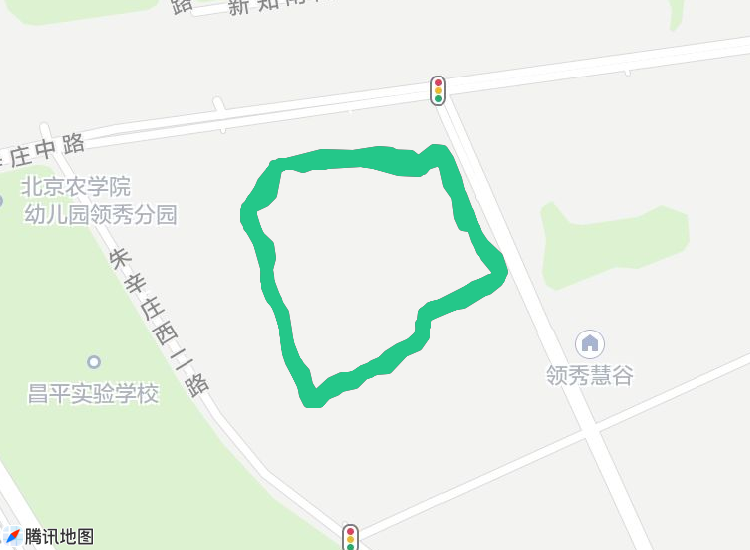 路
新知南
庄中路
北京农学院
幼儿园领秀分园
朱辛庄西二路
领秀慧谷
昌平实验学校
腾讯地图